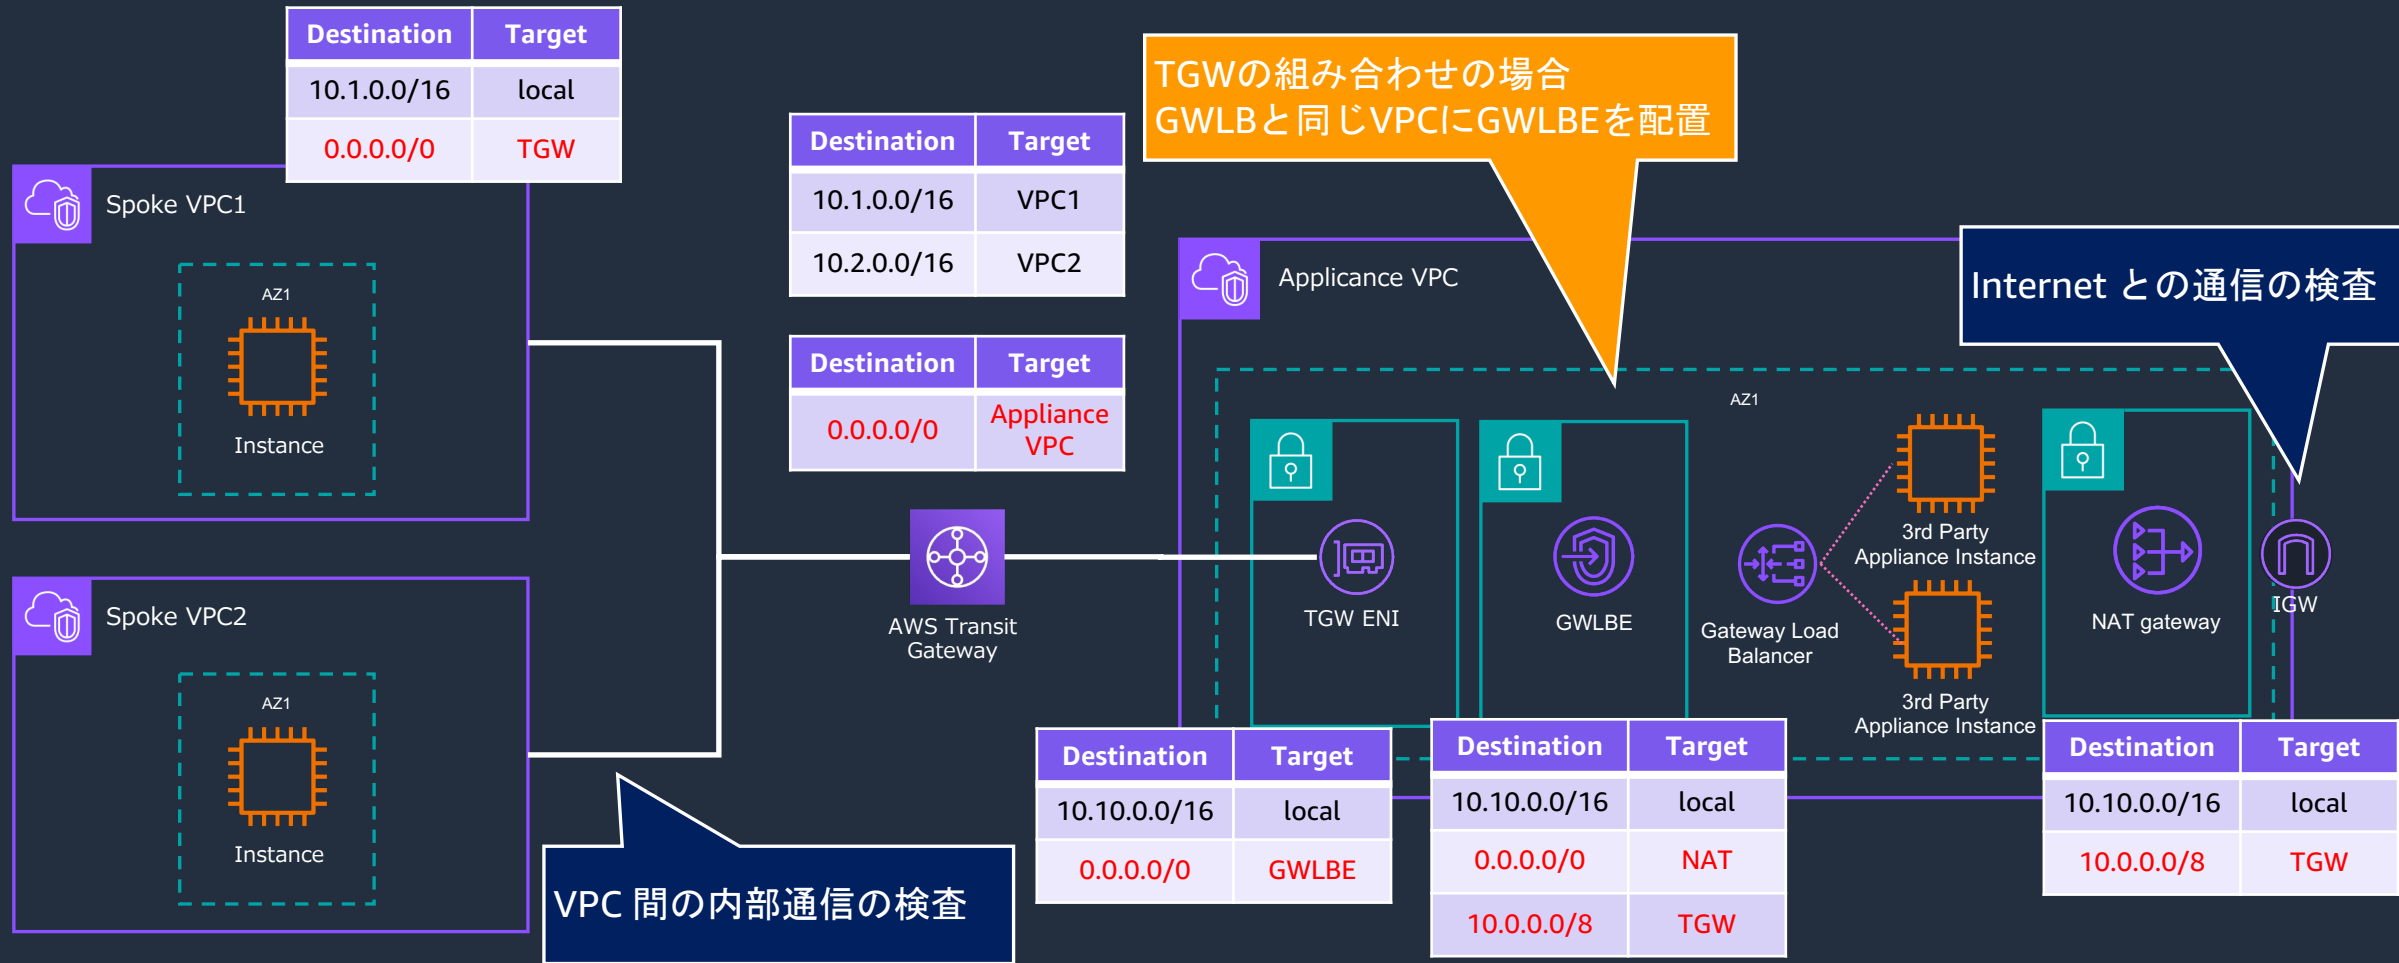 Destination Target
10.1.0.0/16 local
0.0.0.0/0 TGW
Spoke VPC1
AZ1
Instance
Spoke VPC2
AZ1
Instance
VPC 間の内部通信の検査
Destination Target
10.1.0.0/16 VPC1
10.2.0.0/16 VPC2
Destination Target
0.0.0.0/0 Appliance
VPC
AWS Transit
Gateway
TGWの組み合わせの場合
GWLBと同じVPCにGWLBEを配置
Applicance VPC
Internet との通信の検査
AZ1
TGW ENI
GWLBE
Gateway Load
Balancer
3rd Party
Appliance Instance
3rd Party
Appliance Instance
NAT gateway
IGW
Destination Target
10.10.0.0/16 local
0.0.0.0/0 GWLBE
Destination Target
10.10.0.0/16 local
0.0.0.0/0 NAT
10.0.0.0/8 TGW
Destination Target
10.10.0.0/16 local
10.0.0.0/8 TGW